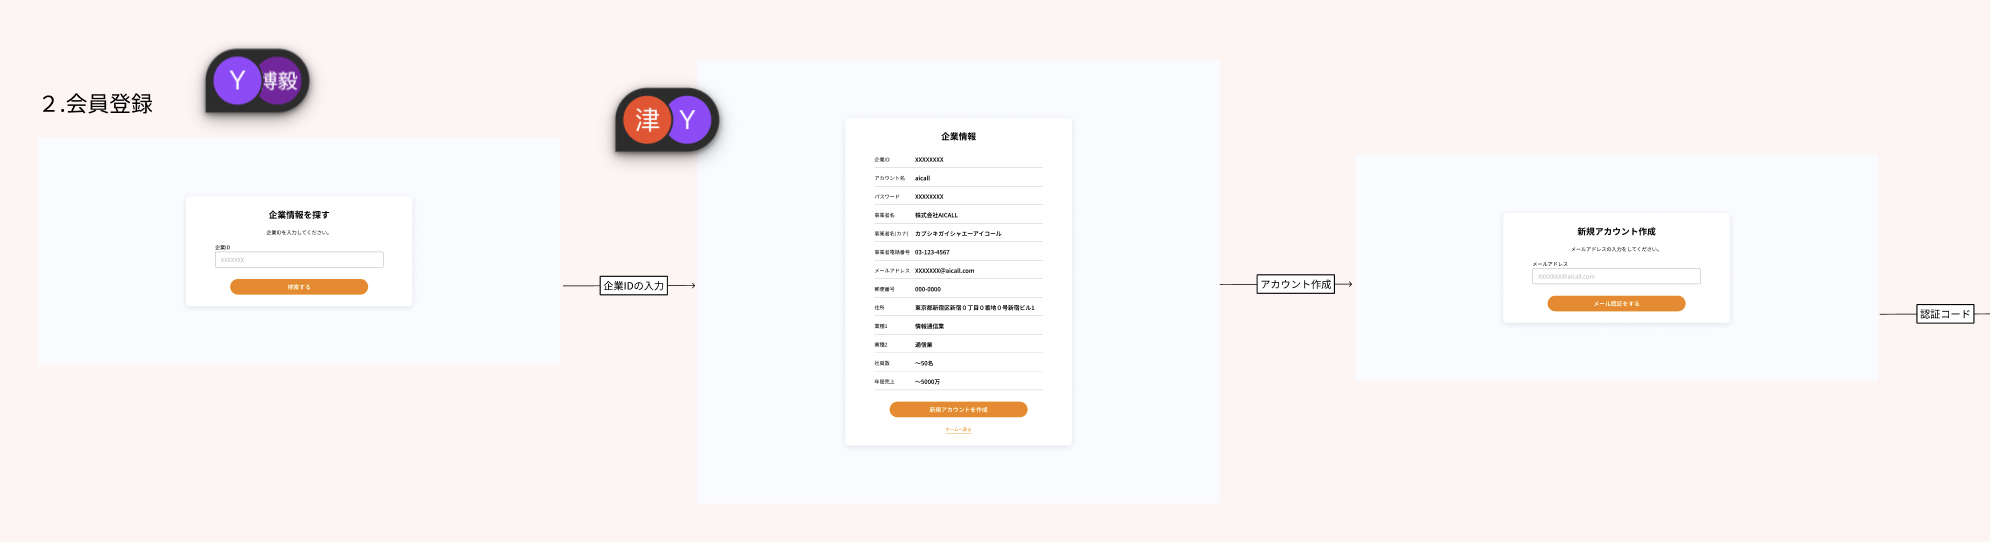 ２.会員登録
Y
博毅
企業情報を探す
企業IDを入力してください。
企業ID
XXXXXXX
検索する
企業IDの入力
津
Y
企業情報
企業ID XXXXXXXX
アカウント名 aicall
パスワード XXXXXXXX
事業者名 株式会社AICALL
事業者名(カナ) カブシキガイシャエーアイコール
事業者電話番号 03-123-4567
メールアドレス XXXXXXX@aicall.com
郵便番号 000-0000
住所 東京都新宿区新宿０丁目０番地０号新宿ビル1
業種1 情報通信業
業種2 通信業
社員数 〜50名
年間売上 〜5000万
新規アカウントを作成
ホームへ戻る
アカウント作成
新規アカウント作成
メールアドレスの入力をしてください。
メールアドレス
XXXXXXX@aicall.com
メール認証をする
認証コード